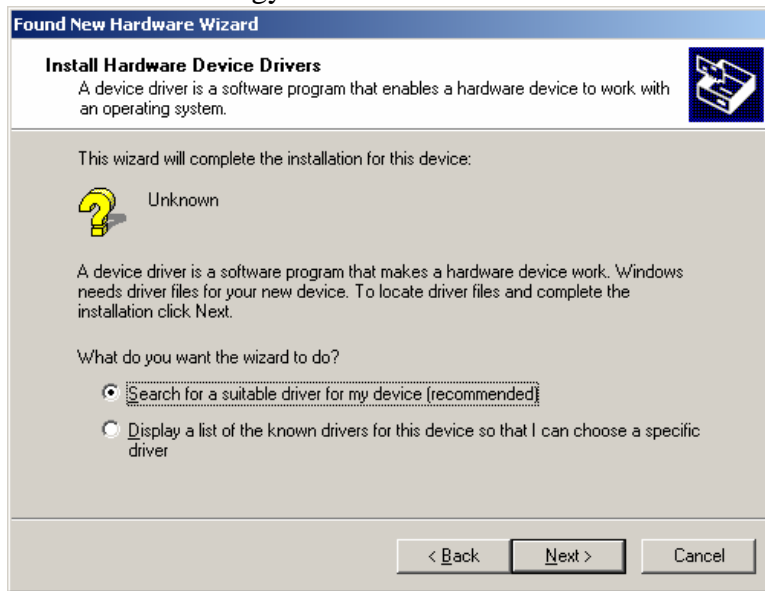 Found New Hardware Wizard
Install Hardware Device Drivers
A device driver is a software program that enables a hardware device to work with
an operating system.
This wizard will complete the installation for this device:
Unknown
A device driver is a software program that makes a hardware device work. Windows
needs driver files for your new device. To locate driver files and complete the
installation click Next.
What do you want the wizard to do?
Search for a suitable driver for my device (recommended)
Display a list of the known drivers for this device so that I can choose a specific
driver
< Back Next > Cancel